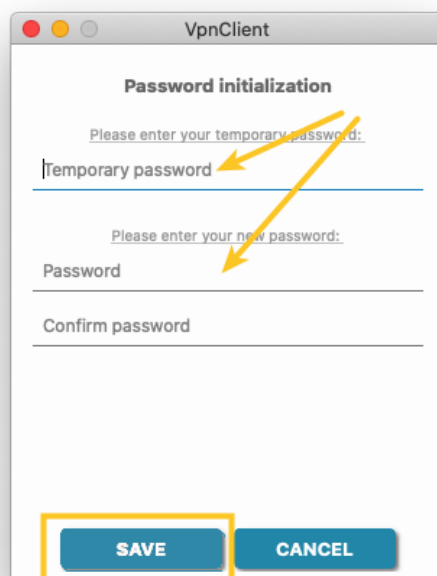 VpnClient
Password initialization
Please enter your temporary password:
Temporary password
Please enter your new password:
Password
Confirm password
SAVE CANCEL